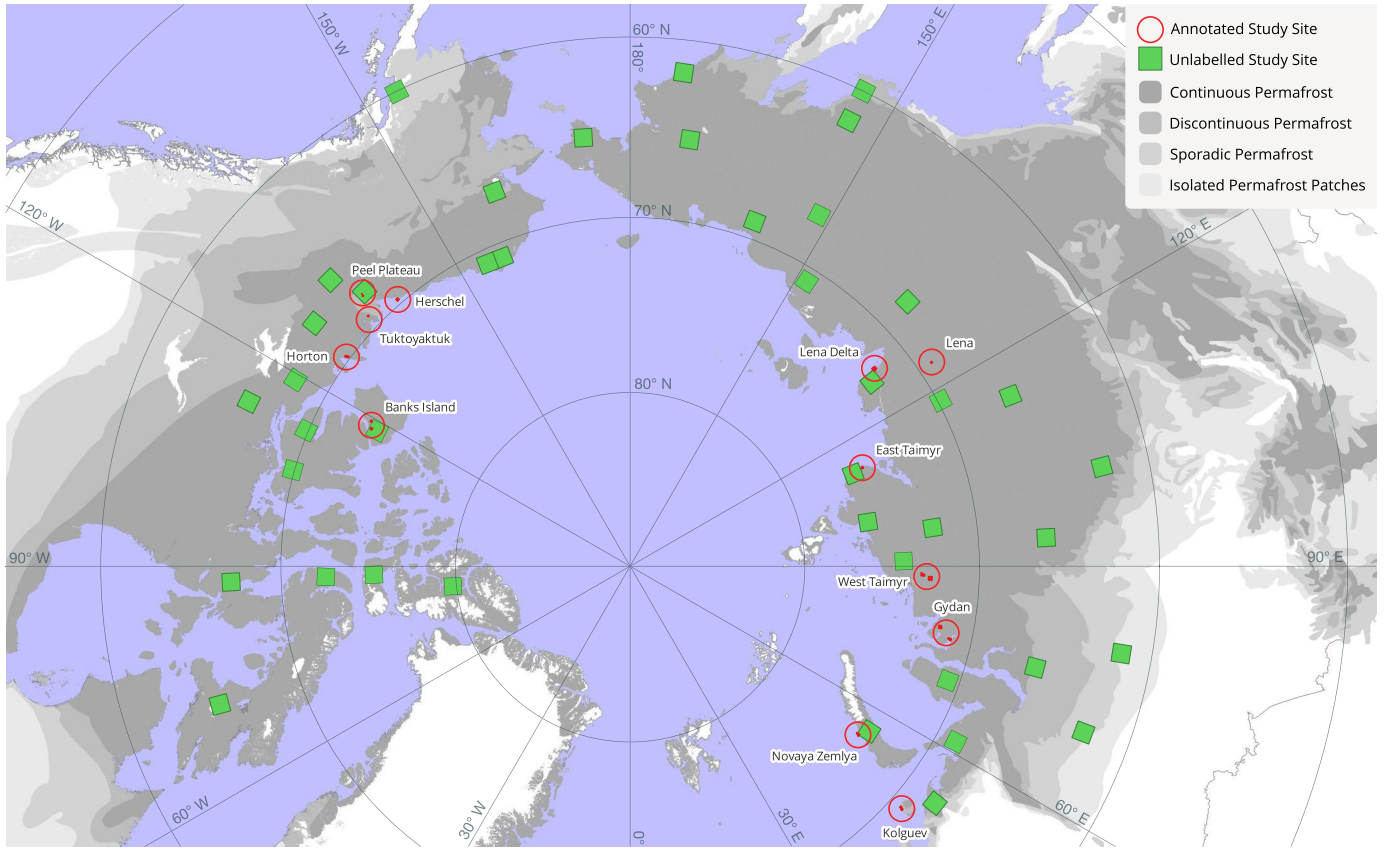 150° W
60° N
180°
150° E
Annotated Study Site
Unlabelled Study Site
Continuous Permafrost
Discontinuous Permafrost
Sporadic Permafrost
Isolated Permafrost Patches
120° W
70° N
120° E
Peel Plateau
Herschel
Tuktoyaktuk
Horton
Lena Delta
Lena
80° N
Banks Island
East Taimyr
90° W
90° E
West Taimyr
Gydan
Novaya Zemlya
60° W
30° W
0°
30° E
Kolguev
60° E